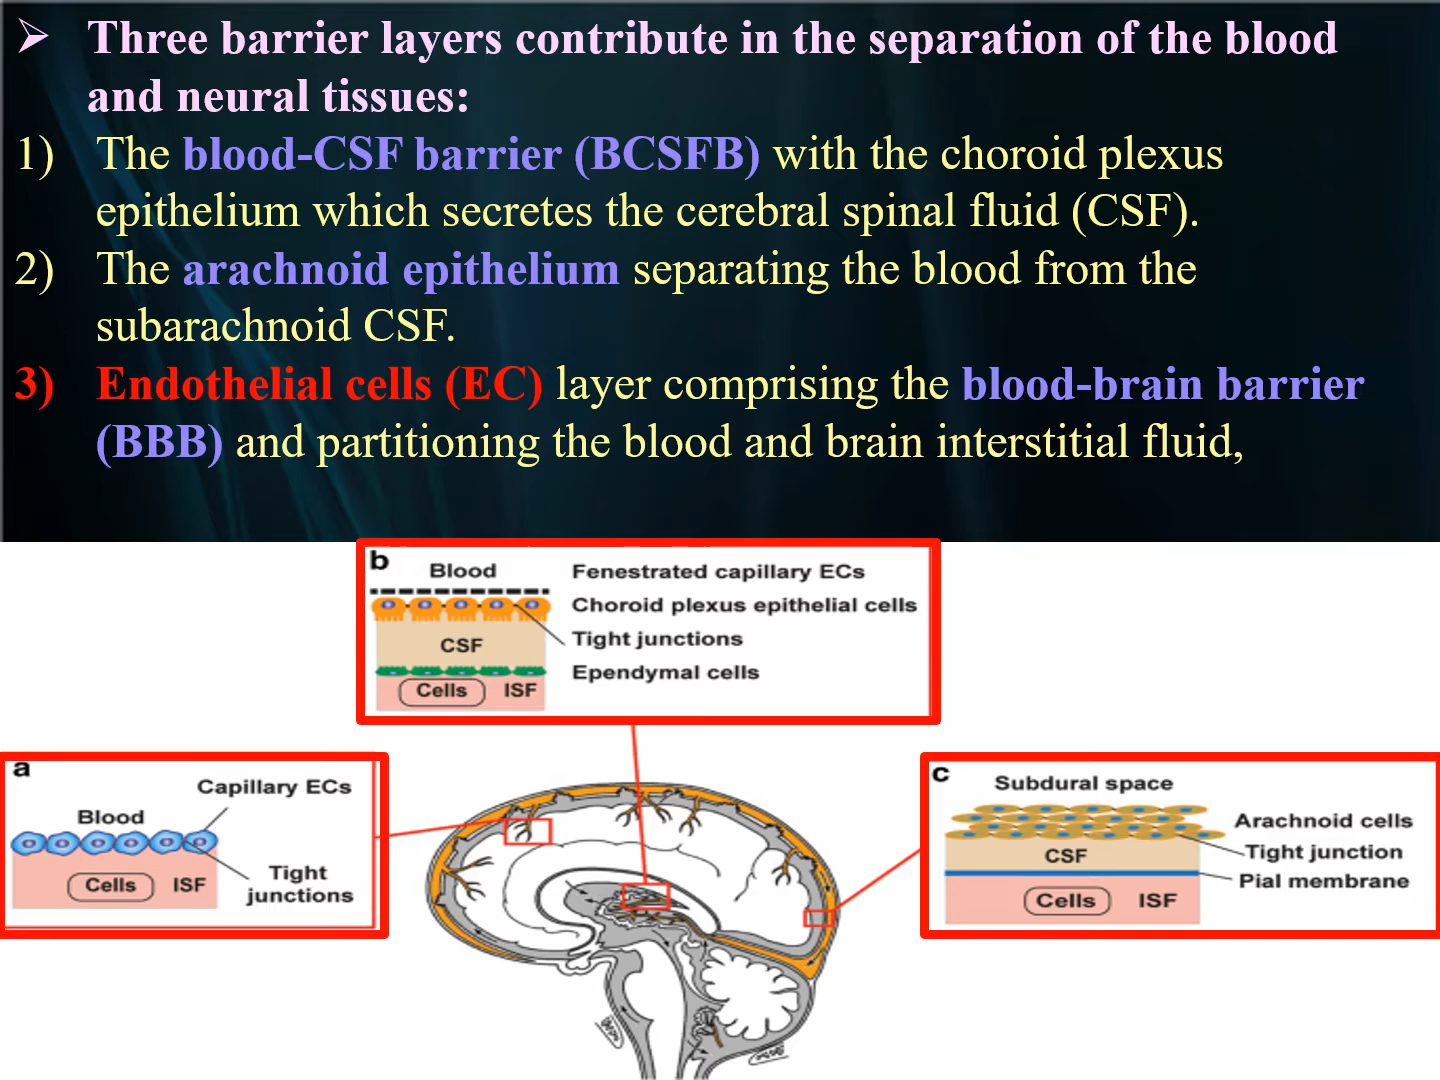 ➢ Three barrier layers contribute in the separation of the blood
and neural tissues:
1) The blood-CSF barrier (BCSFB) with the choroid plexus
epithelium which secretes the cerebral spinal fluid (CSF).
2) The arachnoid epithelium separating the blood from the
subarachnoid CSF.
3) Endothelial cells (EC) layer comprising the blood-brain barrier
(BBB) and partitioning the blood and brain interstitial fluid,
b
Blood
Fenestrated capillary ECs
Choroid plexus epithelial cells
Tight junctions
CSF
Ependymal cells
Cells ISF
a
Capillary ECs
Blood
Tight
junctions
Cells ISF
c
Subdural space
Arachnoid cells
Tight junction
CSF
Pial membrane
Cells ISF